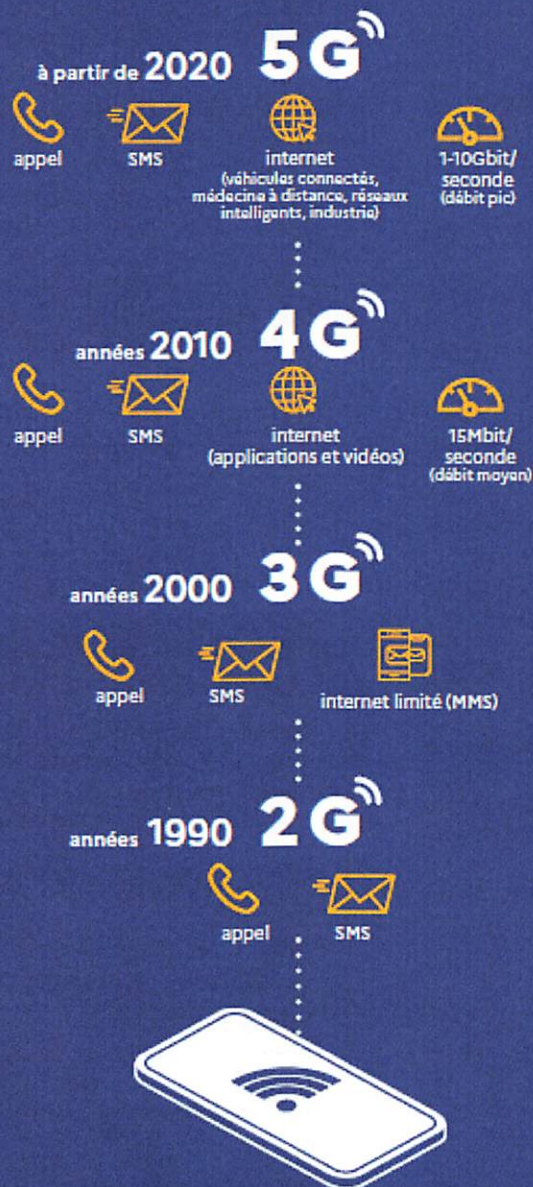 à partir de 2020 5G
appel
SMS
internet
(véhicules connectés,
médecine à distance, réseaux
intelligents, industrie)
1-10Gbit/
seconde
(débit pic)
années 2010 4G
appel
SMS
internet
(applications et vidéos)
15Mbit/
seconde
(débit moyen)
années 2000 3G
appel
SMS
internet limité (MMS)
années 1990 2G
appel
SMS